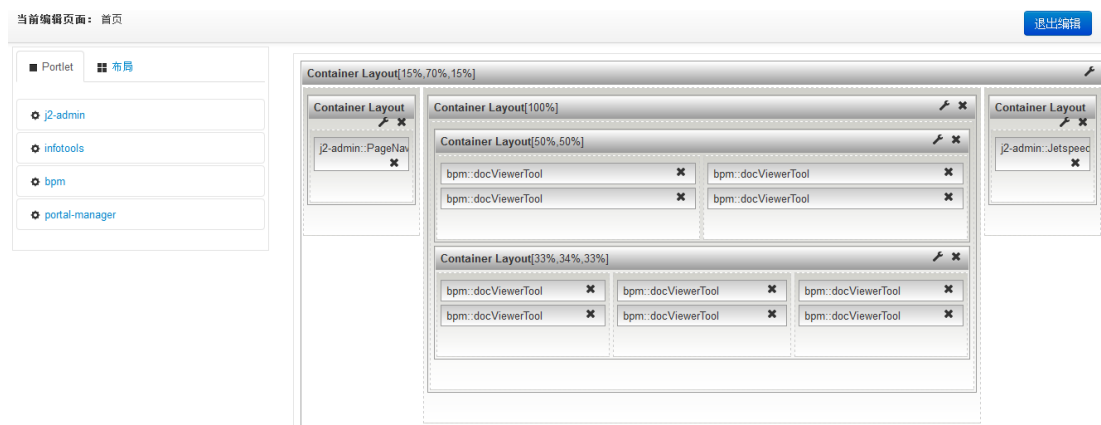 当前编辑页面： 首页
退出编辑
Portlet 布局
j2-admin
infotools
bpm
portal-manager
Container Layout[15%,70%,15%]
Container Layout
j2-admin::PageNav
Container Layout[100%]
Container Layout[50%,50%]
bpm::docViewerTool bpm::docViewerTool
bpm::docViewerTool bpm::docViewerTool
Container Layout[33%,34%,33%]
bpm::docViewerTool bpm::docViewerTool bpm::docViewerTool
bpm::docViewerTool bpm::docViewerTool bpm::docViewerTool
Container Layout
j2-admin::Jetspeed